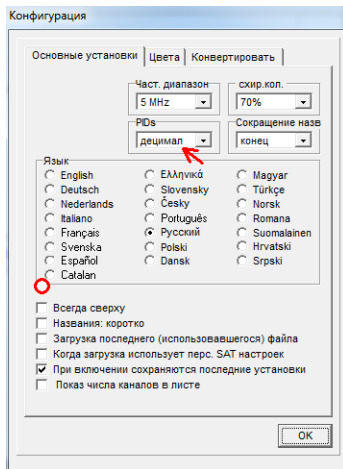 Конфигурация
Основные установки Цвета Конвертировать
Част. диапазон схир.кол.
5 MHz 70%
PIDs Сокращение назв
децимал конец
Язык
English Ελληνικά Magyar
Deutsch Slovensky Türkçe
Nederlands Česky Norsk
Italiano Português Romana
Français Русский Suomalainen
Svenska Polski Hrvatski
Español Dansk Srpski
Catalan
Всегда сверху
Названия: коротко
Загрузка последнего (использовавшегося) файла
Когда загрузка использует перс. SAT настроек
При включении сохраняются последние установки
Показ числа каналов в листе
OK